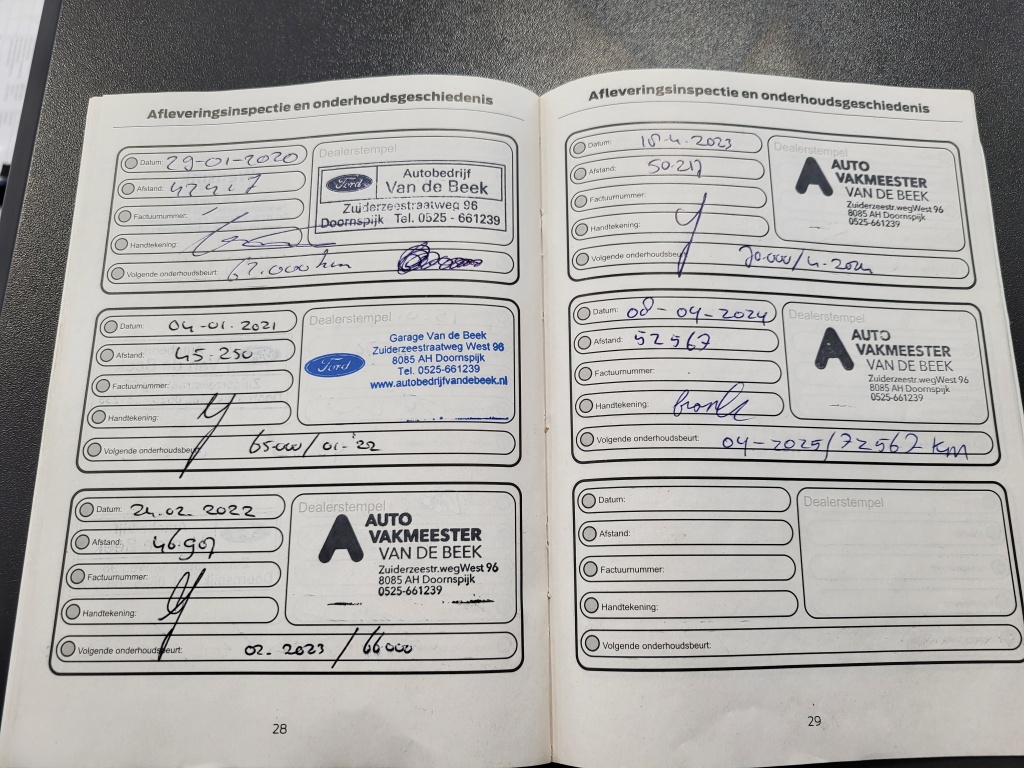 Afleveringsinspectie en onderhoudsgeschiedenis
Datum: 29-01-2020
Afstand: 42417
Factuurnummer:
Handtekening:
Volgende onderhoudsbeurt: 62.000 km
Dealerstempel
Ford
Autobedrijf
Van de Beek
Zuiderzeestraatweg 96
Doornspijk Tel. 0525 - 661239
Datum: 04-01-2021
Afstand: 45-250
Factuurnummer:
Handtekening:
Volgende onderhoudsbeurt: 65000/01-'22
Dealerstempel
Ford
Garage Van de Beek
Zuiderzeestraatweg West 96
8085 AH Doornspijk
Tel. 0525-661239
www.autobedrijfvandebeek.nl
Datum: 24.02.2022
Afstand: 46.907
Factuurnummer:
Handtekening:
Volgende onderhoudsbeurt: 02.2023 / 66000
Dealerstempel
AUTO
VAKMEESTER
VAN DE BEEK
Zuiderzeestr.wegWest 96
8085 AH Doornspijk
0525-661239
28
Afleveringsinspectie en onderhoudsgeschiedenis
Datum: 18.4.2023
Afstand: 50.217
Factuurnummer:
Handtekening:
Volgende onderhoudsbeurt: 70.000/4.2024
Dealerstempel
AUTO
VAKMEESTER
VAN DE BEEK
Zuiderzeestr.wegWest 96
8085 AH Doornspijk
0525-661239
Datum: 08-04-2024
Afstand: 52567
Factuurnummer:
Handtekening:
Volgende onderhoudsbeurt: 04-2025/72567 KM
Dealerstempel
AUTO
VAKMEESTER
VAN DE BEEK
Zuiderzeestr.wegWest 96
8085 AH Doornspijk
0525-661239
Datum:
Afstand:
Factuurnummer:
Handtekening:
Volgende onderhoudsbeurt:
Dealerstempel
29